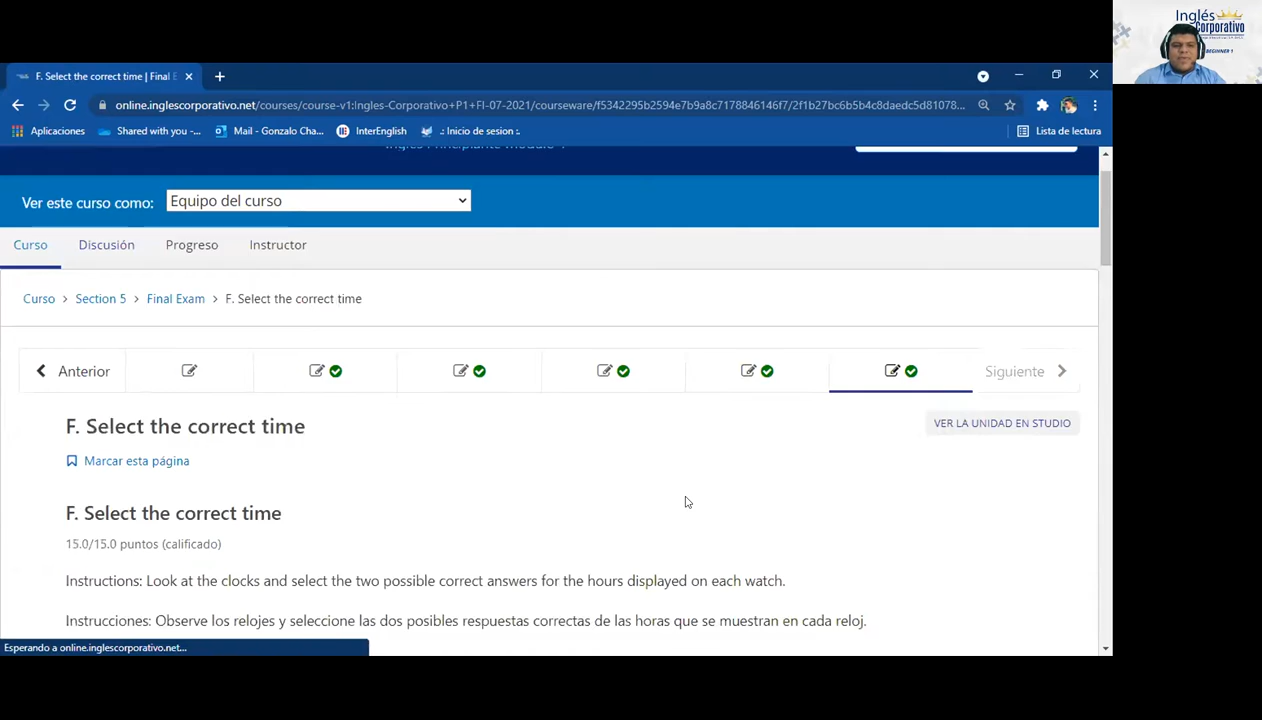 F. Select the correct time | Final E
online.inglescorporativo.net/courses/course-v1:Ingles-Corporativo+P1+FI-07-2021/courseware/f5342295b2594e7b9a8c7178846146f7/2f1b27bc6b5b4c8daedc5d81078...
Aplicaciones
Shared with you -...
Mail - Gonzalo Cha...
InterEnglish
.: Inicio de sesion :.
Lista de lectura
Inglés
Corporativo
BEGINNER 1
Inglés Principiante Módulo 1
Ver este curso como:
Equipo del curso
Curso
Discusión
Progreso
Instructor
Curso > Section 5 > Final Exam > F. Select the correct time
Anterior
Siguiente
F. Select the correct time
VER LA UNIDAD EN STUDIO
Marcar esta página
F. Select the correct time
15.0/15.0 puntos (calificado)
Instructions: Look at the clocks and select the two possible correct answers for the hours displayed on each watch.
Instrucciones: Observe los relojes y seleccione las dos posibles respuestas correctas de las horas que se muestran en cada reloj.
Esperando a online.inglescorporativo.net...